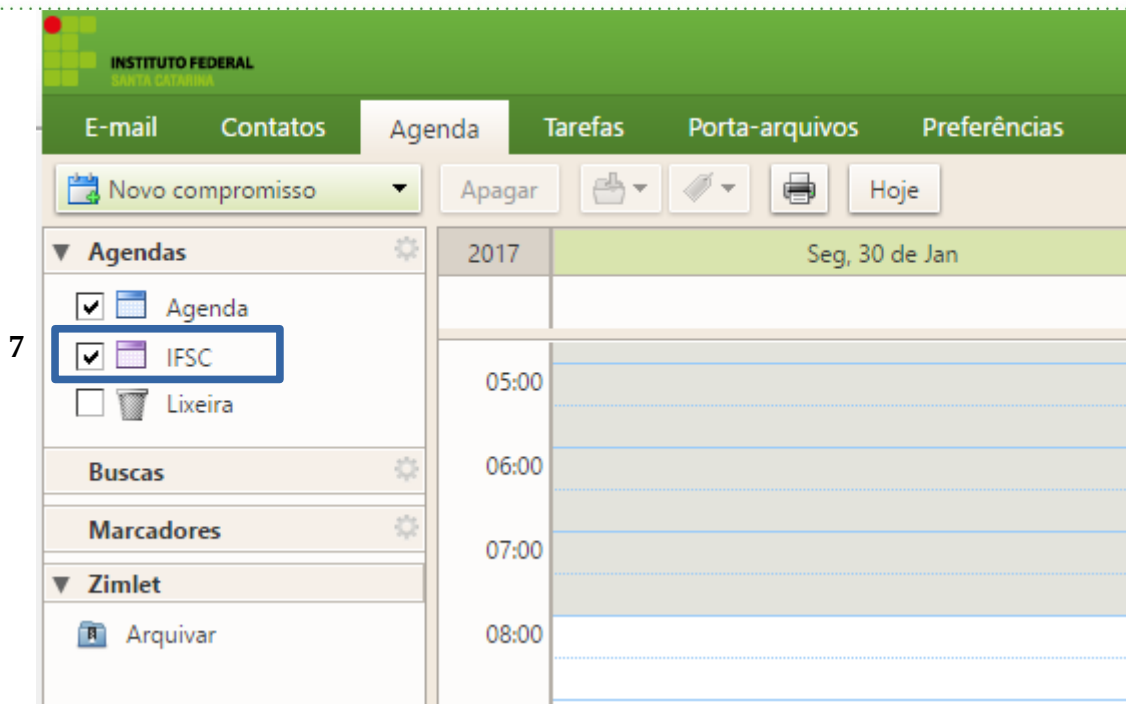 INSTITUTO FEDERAL
SANTA CATARINA
E-mail Contatos Agenda Tarefas Porta-arquivos Preferências
Novo compromisso Apagar Hoje
Agendas
2017 Seg, 30 de Jan
Agenda
7
IFSC
05:00
Lixeira
Buscas
06:00
Marcadores
07:00
Zimlet
Arquivar
08:00